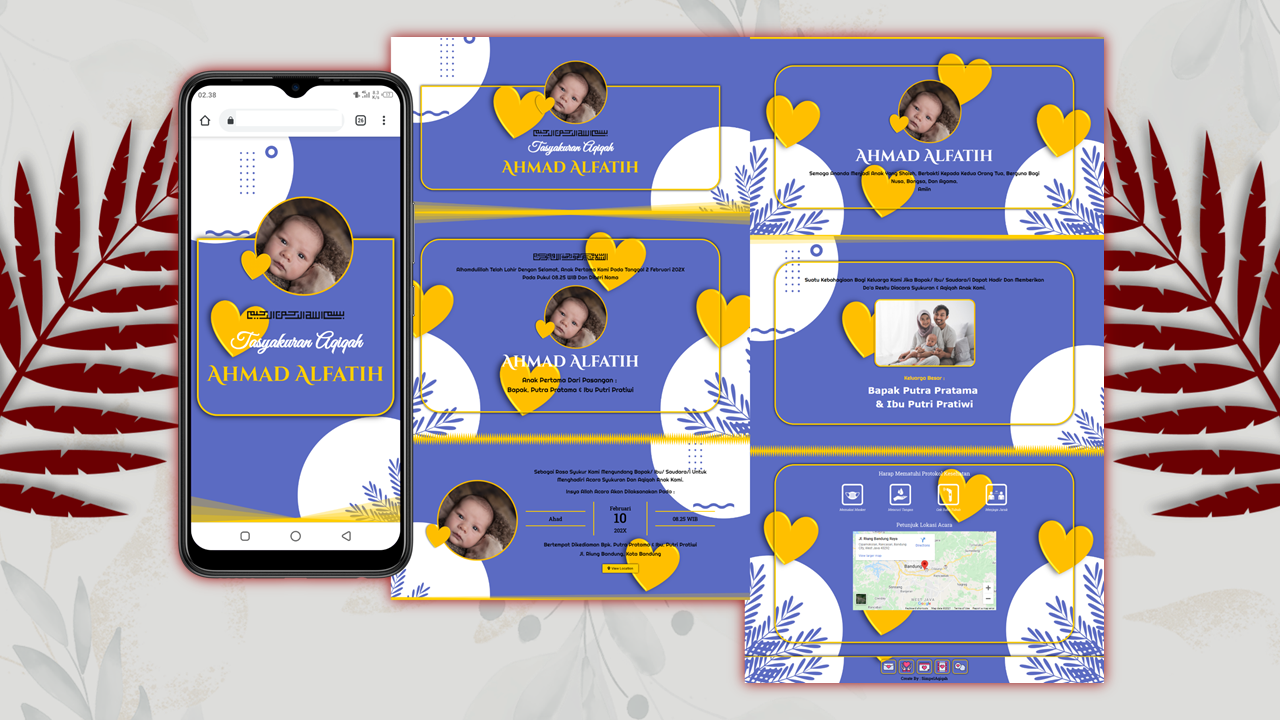 02.38
26
﷽
Tasyakuran Aqiqah
AHMAD ALFATIH
﷽
Tasyakuran Aqiqah
AHMAD ALFATIH
﷽
Alhamdulillah Telah Lahir Dengan Selamat, Anak Pertama Kami Pada Tanggal 2 Februari 202X
Pada Pukul 08.25 WIB Dan Diberi Nama
AHMAD ALFATIH
Anak Pertama Dari Pasangan :
Bapak. Putra Pratama & Ibu Putri Pratiwi
Sebagai Rasa Syukur Kami Mengundang Bapak/ Ibu/ Saudara/i Untuk
Menghadiri Acara Syukuran Dan Aqiqah Anak Kami.
Insya Allah Acara Akan Dilaksanakan Pada :
Ahad
Februari
10
202X
08.25 WIB
Bertempat Dikediaman Bpk. Putra Pratama & Ibu. Putri Pratiwi
Jl. Riung Bandung, Kota Bandung
View Location
AHMAD ALFATIH
Semoga Ananda Menjadi Anak Yang Sholeh, Berbakti Kepada Kedua Orang Tua, Berguna Bagi
Nusa, Bangsa, Dan Agama.
Amiin
Suatu Kebahagiaan Bagi Keluarga Kami Jika Bapak/ Ibu/ Saudara/i Dapat Hadir Dan Memberikan
Do'a Restu Diacara Syukuran & Aqiqah Anak Kami.
Keluarga Besar :
Bapak Putra Pratama
& Ibu Putri Pratiwi
Harap Mematuhi Protokol Kesehatan
Memakai Masker
Mencuci Tangan
Menjaga Jarak
Petunjuk Lokasi Acara
Jl. Riung Bandung Raya
View larger map
Bandung
WEST JAVA
Google